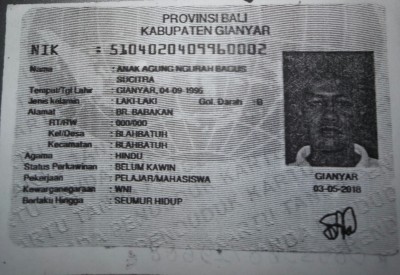 PROVINSI BALI
KABUPATEN GIANYAR
NIK : 5104020409960002
Nama : ANAK AGUNG NGURAH BAGUS
SUCITRA
Tempat/Tgl Lahir : GIANYAR, 04-09-1996
Jenis kelamin : LAKI-LAKI Gol. Darah : B
Alamat : BR. BABAKAN
RT/RW : 000/000
Kel/Desa : BLAHBATUH
Kecamatan : BLAHBATUH
Agama : HINDU
Status Perkawinan : BELUM KAWIN
Pekerjaan : PELAJAR/MAHASISWA
Kewarganegaraan : WNI
Berlaku Hingga : SEUMUR HIDUP
GIANYAR
03-05-2018